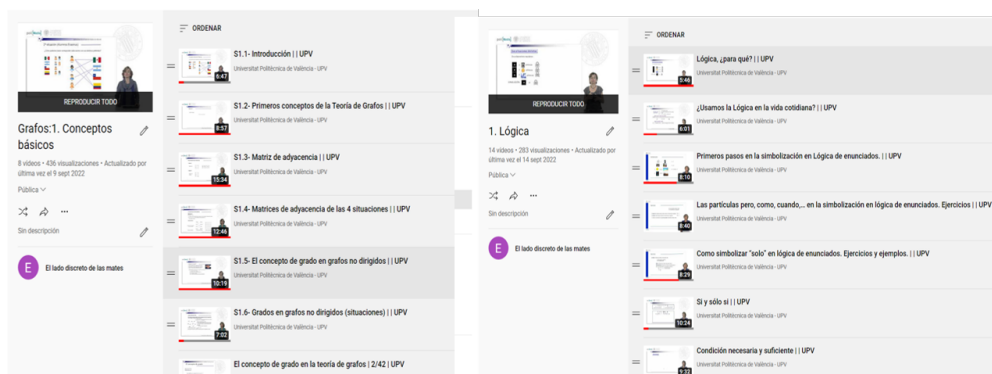 REPRODUCIR TODO
Grafos:1. Conceptos
básicos
8 vídeos • 436 visualizaciones • Actualizado por
última vez el 9 sept 2022
Pública
Sin descripción
E
El lado discreto de las mates
ORDENAR
S1.1- Introducción | | UPV
Universitat Politècnica de València - UPV
6:47
S1.2- Primeros conceptos de la Teoría de Grafos | | UPV
Universitat Politècnica de València - UPV
8:57
S1.3- Matriz de adyacencia | | UPV
Universitat Politècnica de València - UPV
15:34
S1.4- Matrices de adyacencia de las 4 situaciones | | UPV
Universitat Politècnica de València - UPV
12:46
S1.5- El concepto de grado en grafos no dirigidos | | UPV
Universitat Politècnica de València - UPV
10:19
S1.6- Grados en grafos no dirigidos (situaciones) | | UPV
Universitat Politècnica de València - UPV
7:02
El concepto de grado en la teoría de grafos | 2/42 | UPV
REPRODUCIR TODO
1. Lógica
14 vídeos • 283 visualizaciones • Actualizado por
última vez el 14 sept 2022
Pública
Sin descripción
E
El lado discreto de las mates
ORDENAR
Lógica, ¿para qué? | | UPV
Universitat Politècnica de València - UPV
5:46
¿Usamos la Lógica en la vida cotidiana? | | UPV
Universitat Politècnica de València - UPV
6:01
Primeros pasos en la simbolización en Lógica de enunciados. | | UPV
Universitat Politècnica de València - UPV
8:10
Las partículas pero, como, cuando,... en la simbolización en lógica de enunciados. Ejercicios | | UPV
Universitat Politècnica de València - UPV
8:40
Como simbolizar "solo" en lógica de enunciados. Ejercicios y ejemplos. | | UPV
Universitat Politècnica de València - UPV
8:29
Si y sólo si | | UPV
Universitat Politècnica de València - UPV
10:24
Condición necesaria y suficiente | | UPV
Universitat Politècnica de València - UPV
9:33